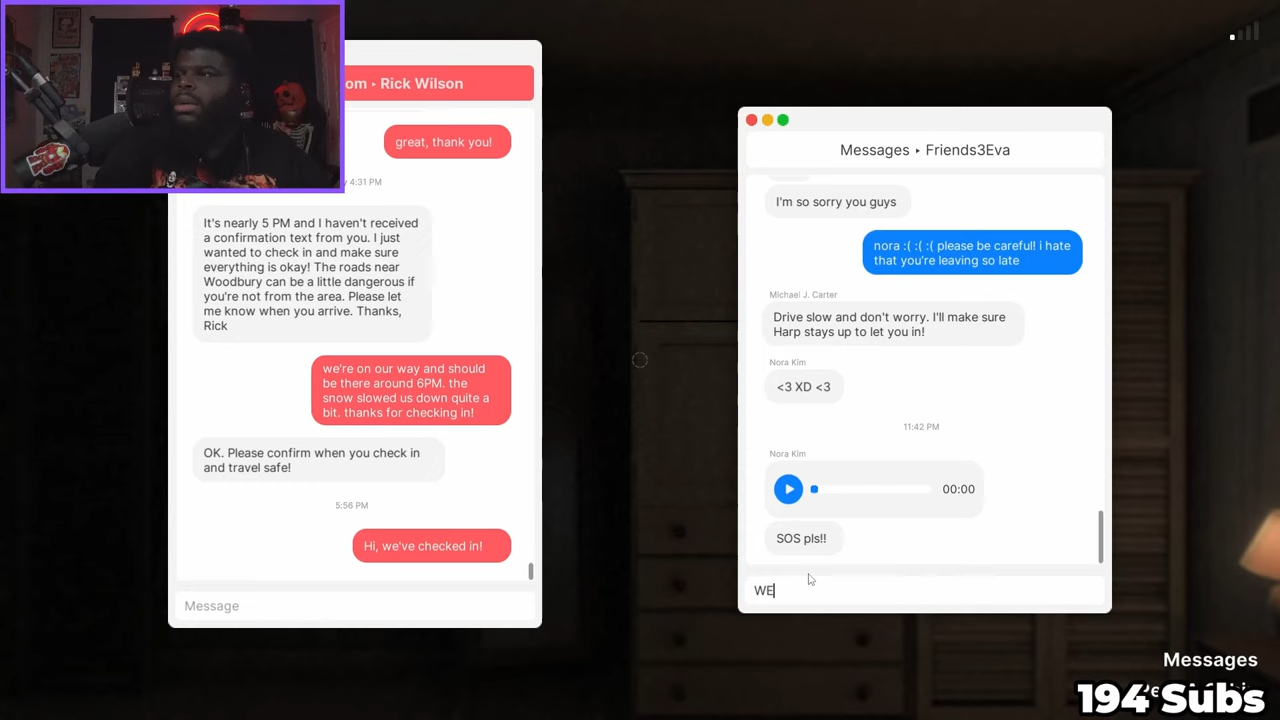 om ▸ Rick Wilson
great, thank you!
4:31 PM
It's nearly 5 PM and I haven't received
a confirmation text from you. I just
wanted to check in and make sure
everything is okay! The roads near
Woodbury can be a little dangerous if
you're not from the area. Please let
me know when you arrive. Thanks,
Rick
we're on our way and should
be there around 6PM. the
snow slowed us down quite a
bit. thanks for checking in!
OK. Please confirm when you check in
and travel safe!
5:56 PM
Hi, we've checked in!
Message
Messages ▸ Friends3Eva
I'm so sorry you guys
nora :( :( :( please be careful! i hate
that you're leaving so late
Michael J. Carter
Drive slow and don't worry. I'll make sure
Harp stays up to let you in!
Nora Kim
<3 XD <3
11:42 PM
Nora Kim
00:00
SOS pls!!
WE
Messages
194 Subs